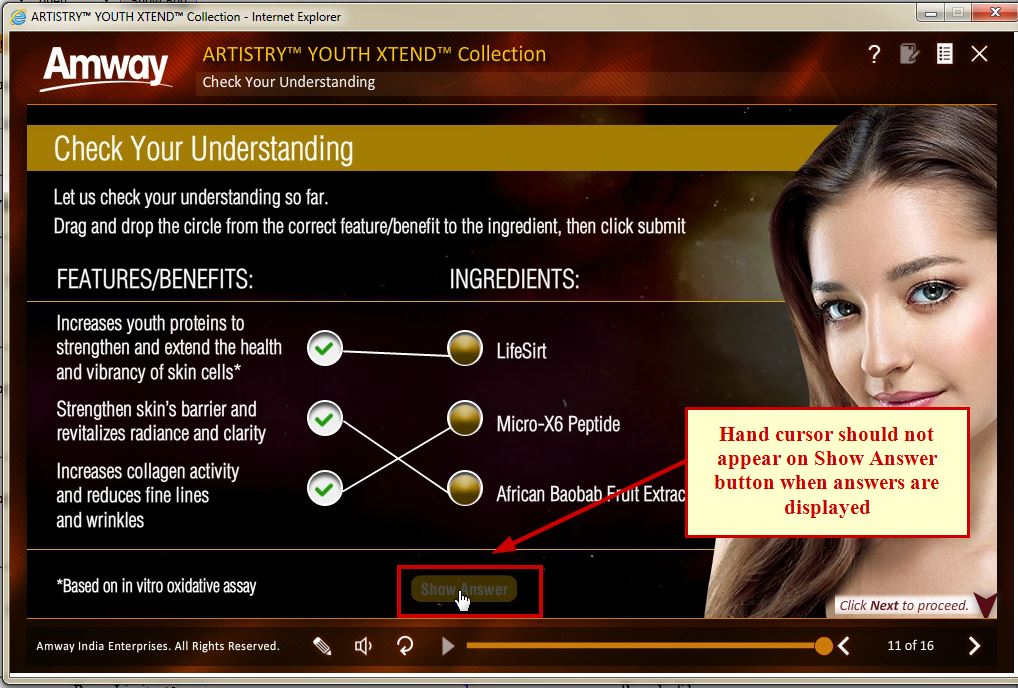 ARTISTRY™ YOUTH XTEND™ Collection - Internet Explorer
Amway
ARTISTRY™ YOUTH XTEND™ Collection
?
Check Your Understanding
Check Your Understanding
Let us check your understanding so far.
Drag and drop the circle from the correct feature/benefit to the ingredient, then click submit
FEATURES/BENEFITS:
INGREDIENTS:
Increases youth proteins to
strengthen and extend the health
and vibrancy of skin cells*
LifeSirt
Strengthen skin's barrier and
revitalizes radiance and clarity
Micro-X6 Peptide
Increases collagen activity
and reduces fine lines
and wrinkles
African Baobab Fruit Extrac
Hand cursor should not
appear on Show Answer
button when answers are
displayed
*Based on in vitro oxidative assay
Show Answer
Click Next to proceed.
Amway India Enterprises. All Rights Reserved.
11 of 16